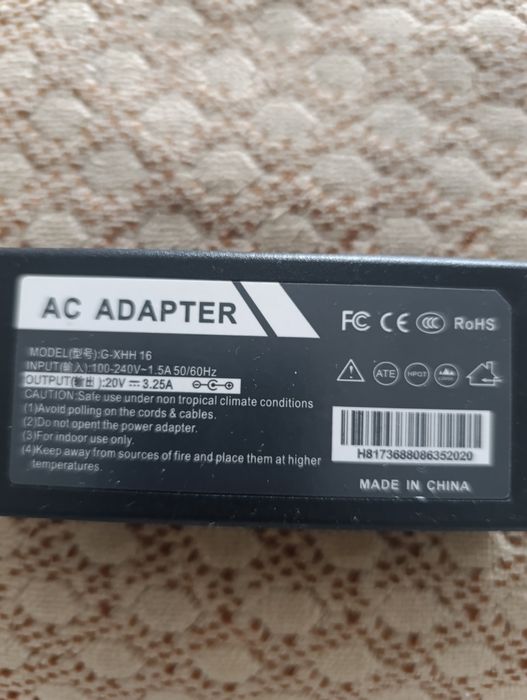 AC ADAPTER
FC CE CCC RoHS
MODEL(型号):G-XHH 16
INPUT(输入):100-240V~1.5A 50/60Hz
OUTPUT(输出):20V ⎓ 3.25A
CAUTION:Safe use under non tropical climate conditions
(1)Avoid polling on the cords & cables.
(2)Do not opent the power adapter.
(3)For indoor use only.
(4)Keep away from sources of fire and place them at higher
temperatures.
ATE HPOT
H8173688086352020
MADE IN CHINA